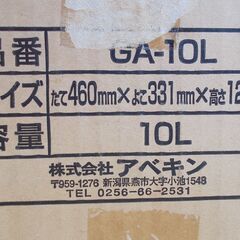 品番 GA-10L
イズ たて460mm×よこ331mm×高さ12
容量 10L
株式会社 アベキン
〒959-1276 新潟県燕市大字小池1548
TEL 0256-66-2531